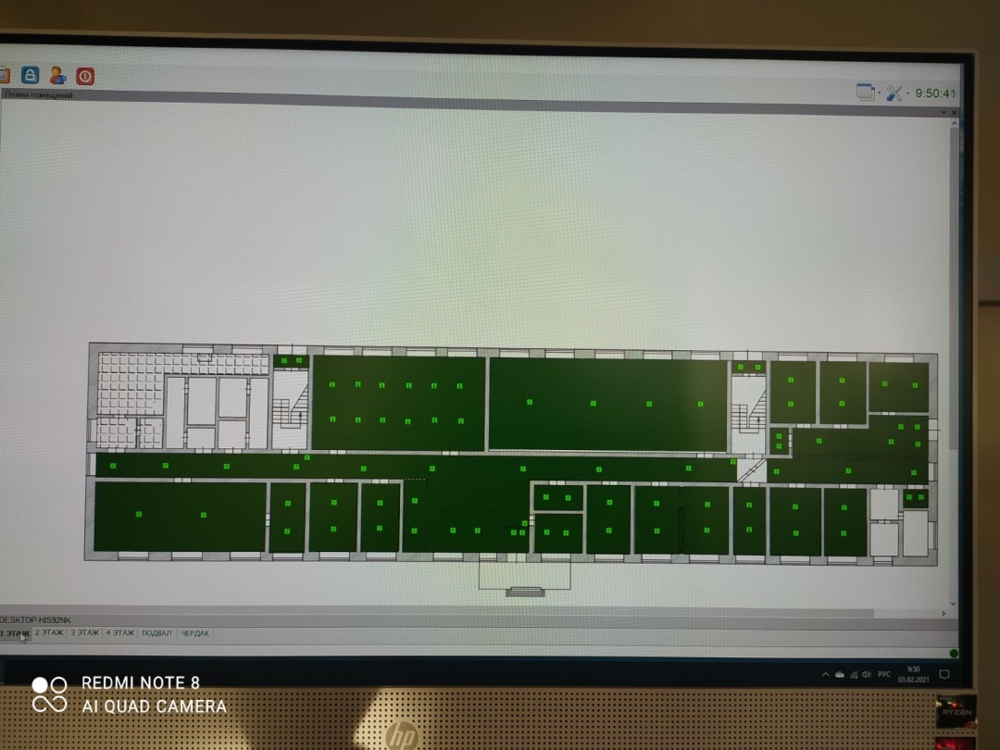 Планы помещений
9:50:41
DESKTOP-HIS92NK
1 ЭТАЖ 2 ЭТАЖ 3 ЭТАЖ 4 ЭТАЖ ПОДВАЛ ЧЕРДАК
РУС
9:50
03.02.2021
REDMI NOTE 8
AI QUAD CAMERA
hp
RYZEN